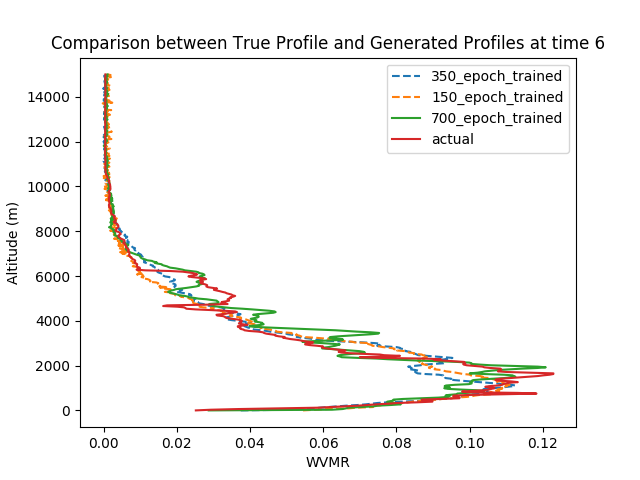 Comparison between True Profile and Generated Profiles at time 6
350_epoch_trained
150_epoch_trained
700_epoch_trained
actual
Altitude (m)
14000
12000
10000
8000
6000
4000
2000
0
0.00 0.02 0.04 0.06 0.08 0.10 0.12
WVMR